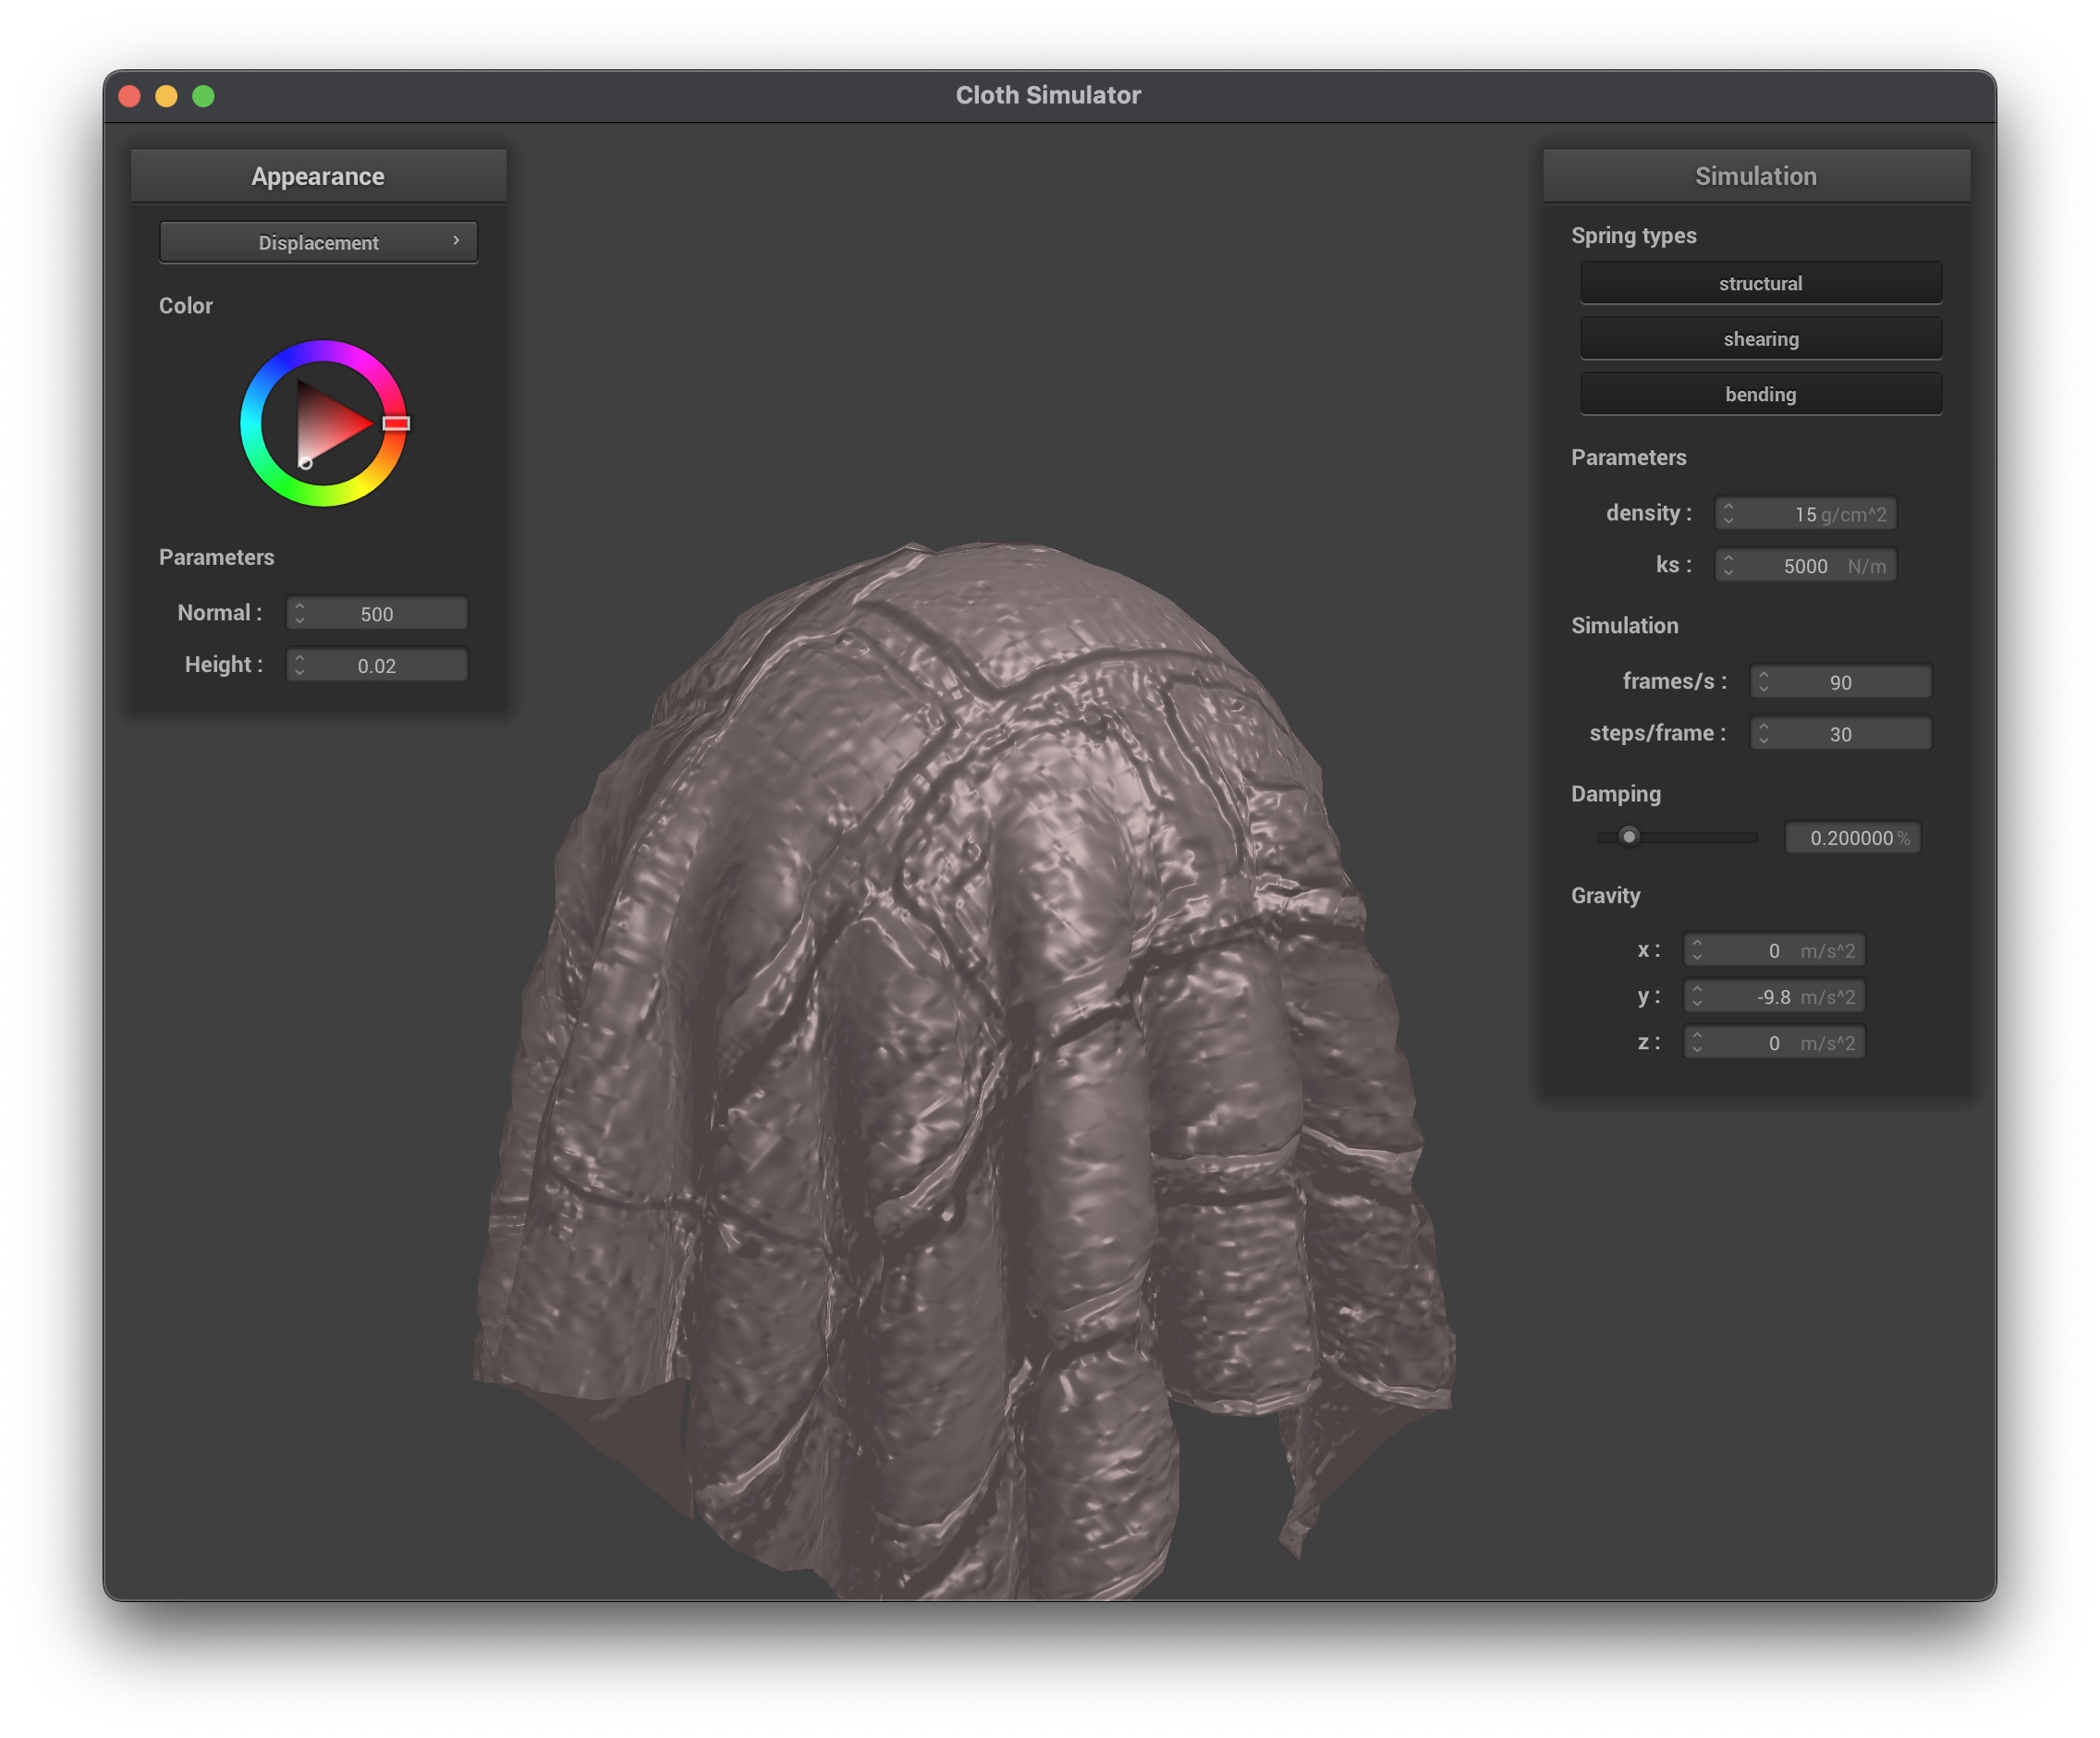 Cloth Simulator
Appearance
Displacement
Color
Parameters
Normal : 500
Height : 0.02
Simulation
Spring types
structural
shearing
bending
Parameters
density : 15 g/cm^2
ks : 5000 N/m
Simulation
frames/s : 90
steps/frame : 30
Damping
0.200000 %
Gravity
x : 0 m/s^2
y : -9.8 m/s^2
z : 0 m/s^2